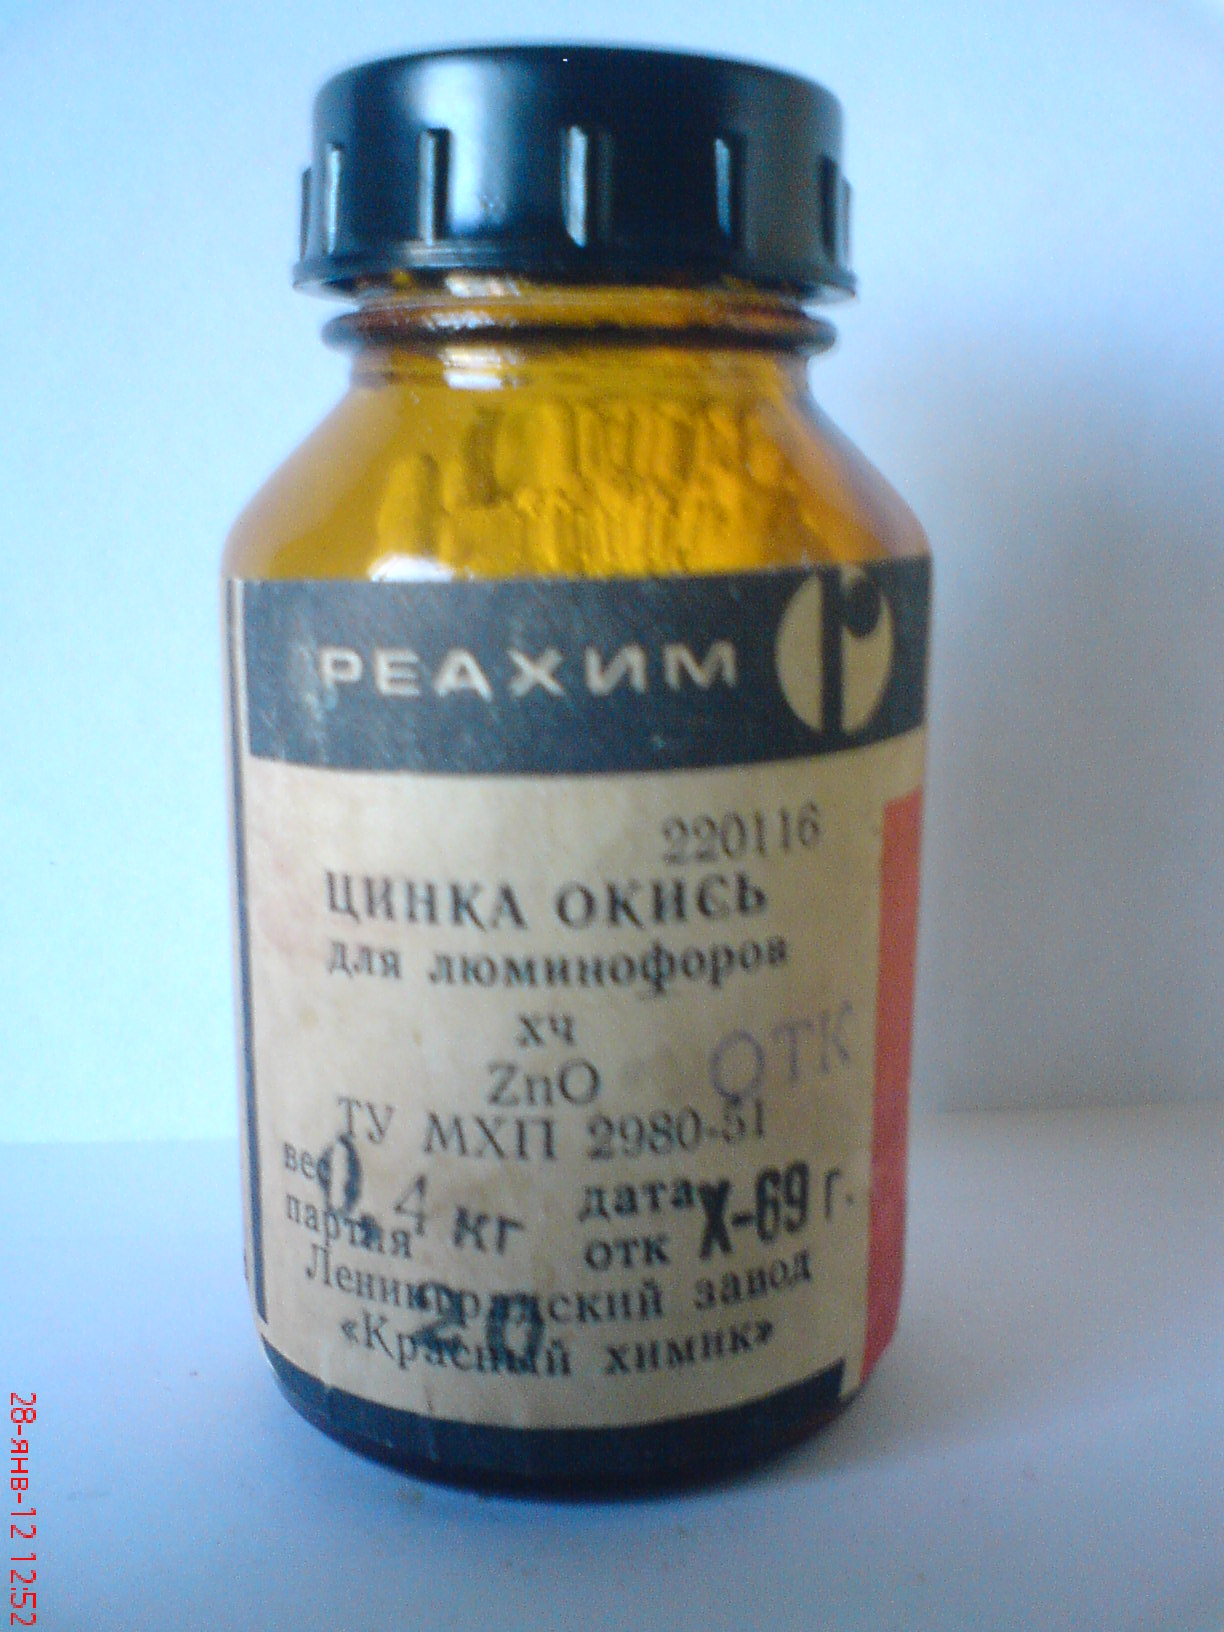 РЕАХИМ
220116
ЦИНКА ОКИСЬ
для люминофоров
хч
ОТК
ZnO
ТУ МХП 2980-51
вес 0,4 кг дата Х-69 г.
партия 20 отк
Ленинградский завод
«Красный химик»
28-янв-12 12:52